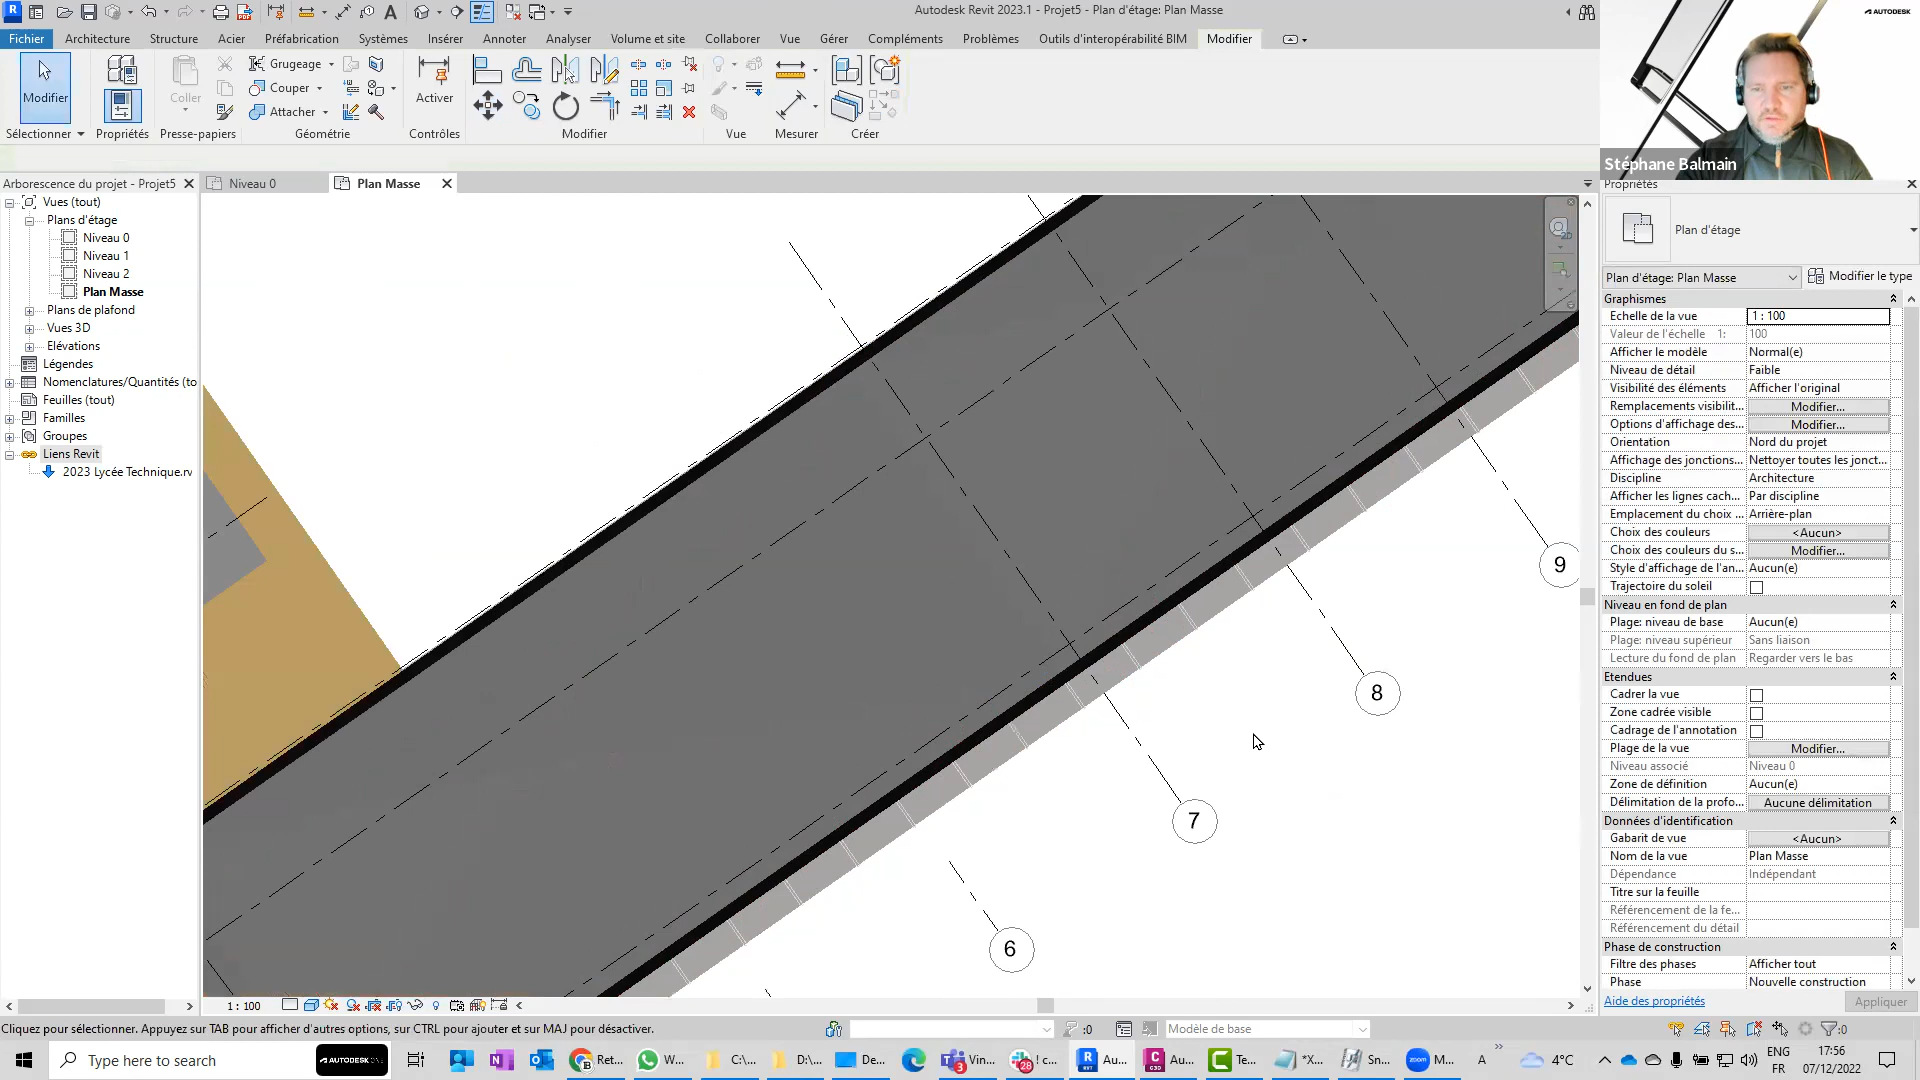 Autodesk Revit 2023.1 - Projet5 - Plan d'étage: Plan Masse
AUTODESK
Fichier Architecture Structure Acier Préfabrication Systèmes Insérer Annoter Analyser Volume et site Collaborer Vue Gérer Compléments Problèmes Outils d'interopérabilité BIM Modifier
Modifier
Coller
Grugeage
Couper
Attacher
Activer
Sélectionner Propriétés Presse-papiers Géométrie Contrôles Modifier Vue Mesurer Créer
Stéphane Balmain
Arborescence du projet - Projet5
Niveau 0
Plan Masse
Vues (tout)
Plans d'étage
Niveau 0
Niveau 1
Niveau 2
Plan Masse
Plans de plafond
Vues 3D
Elévations
Légendes
Nomenclatures/Quantités (to
Feuilles (tout)
Familles
Groupes
Liens Revit
2023 Lycée Technique.rv
9
8
7
6
2D
Propriétés
Plan d'étage
Plan d'étage: Plan Masse Modifier le type
Graphismes
Echelle de la vue 1 : 100
Valeur de l'échelle 1: 100
Afficher le modèle Normal(e)
Niveau de détail Faible
Visibilité des éléments Afficher l'original
Remplacements visibilit... Modifier...
Options d'affichage des... Modifier...
Orientation Nord du projet
Affichage des jonctions... Nettoyer toutes les jonct...
Discipline Architecture
Afficher les lignes cach... Par discipline
Emplacement du choix ... Arrière-plan
Choix des couleurs <Aucun>
Choix des couleurs du s... Modifier...
Style d'affichage de l'an... Aucun(e)
Trajectoire du soleil
Niveau en fond de plan
Plage: niveau de base Aucun(e)
Plage: niveau supérieur Sans liaison
Lecture du fond de plan Regarder vers le bas
Etendues
Cadrer la vue
Zone cadrée visible
Cadrage de l'annotation
Plage de la vue Modifier...
Niveau associé Niveau 0
Zone de définition Aucun(e)
Délimitation de la profo... Aucune délimitation
Données d'identification
Gabarit de vue <Aucun>
Nom de la vue Plan Masse
Dépendance Indépendant
Titre sur la feuille
Référencement de la fe...
Référencement du détail
Phase de construction
Filtre des phases Afficher tout
Phase Nouvelle construction
Aide des propriétés Appliquer
1 : 100
Cliquez pour sélectionner. Appuyez sur TAB pour afficher d'autres options, sur CTRL pour ajouter et sur MAJ pour désactiver.
:0
Modèle de base
:0
Type here to search
AUTODESK
Ret...
W...
C:\...
D:\...
De...
Vin...
! c...
Au...
Au...
Te...
*X...
Sn...
M...
A
4°C
ENG
FR
17:56
07/12/2022